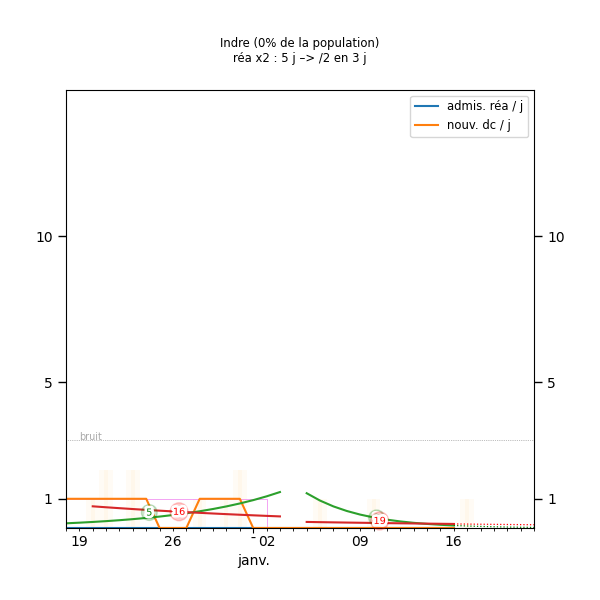 Indre (0% de la population)
réa x2 : 5 j –> /2 en 3 j
admis. réa / j
nouv. dc / j
10 10
5 5
bruit
1 1
5 16 19
19 26 - 02 09 16
janv.